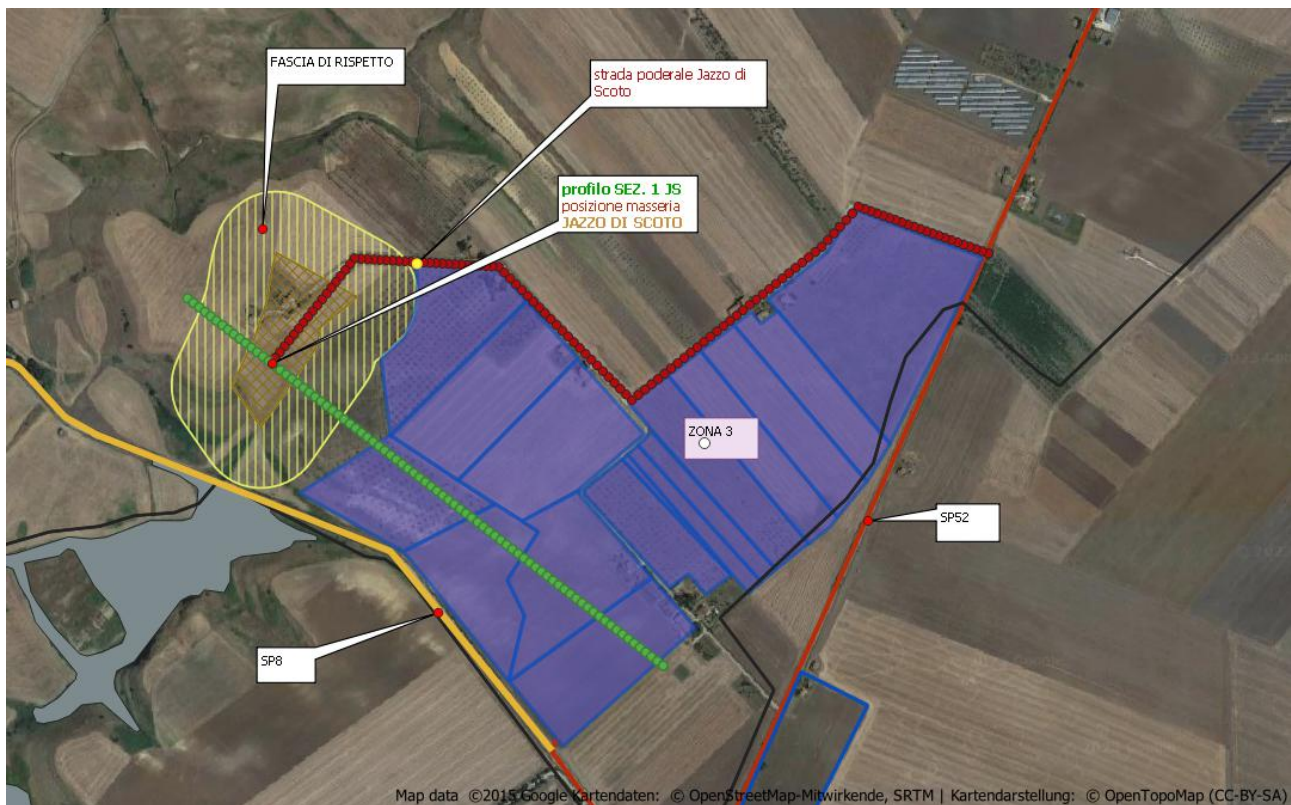 FASCIA DI RISPETTO
strada poderale Jazzo di
Scoto
profilo SEZ. 1 JS
posizione masseria
JAZZO DI SCOTO
ZONA 3
SP52
SP8
Map data ©2015 Google Kartendaten: © OpenStreetMap-Mitwirkende, SRTM | Kartendarstellung: © OpenTopoMap (CC-BY-SA)